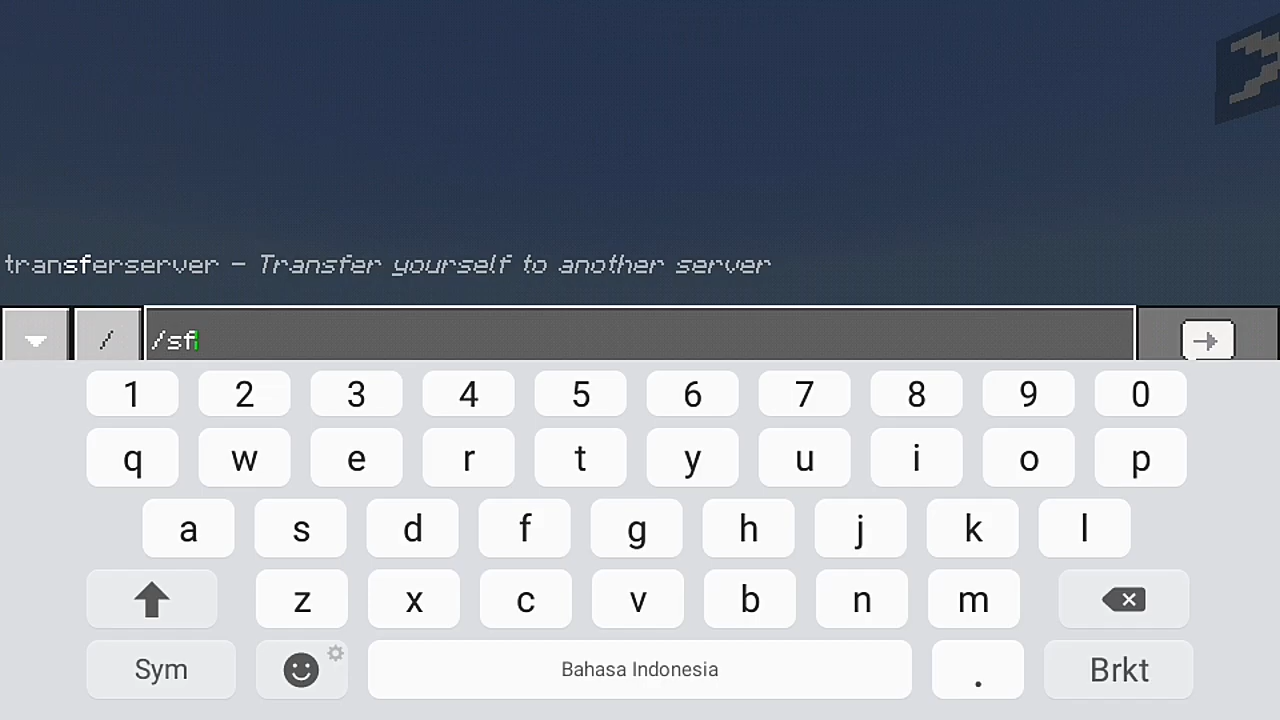 transferserver - Transfer yourself to another server
/ /sf
1 2 3 4 5 6 7 8 9 0
q w e r t y u i o p
a s d f g h j k l
z x c v b n m
Sym Bahasa Indonesia . Brkt